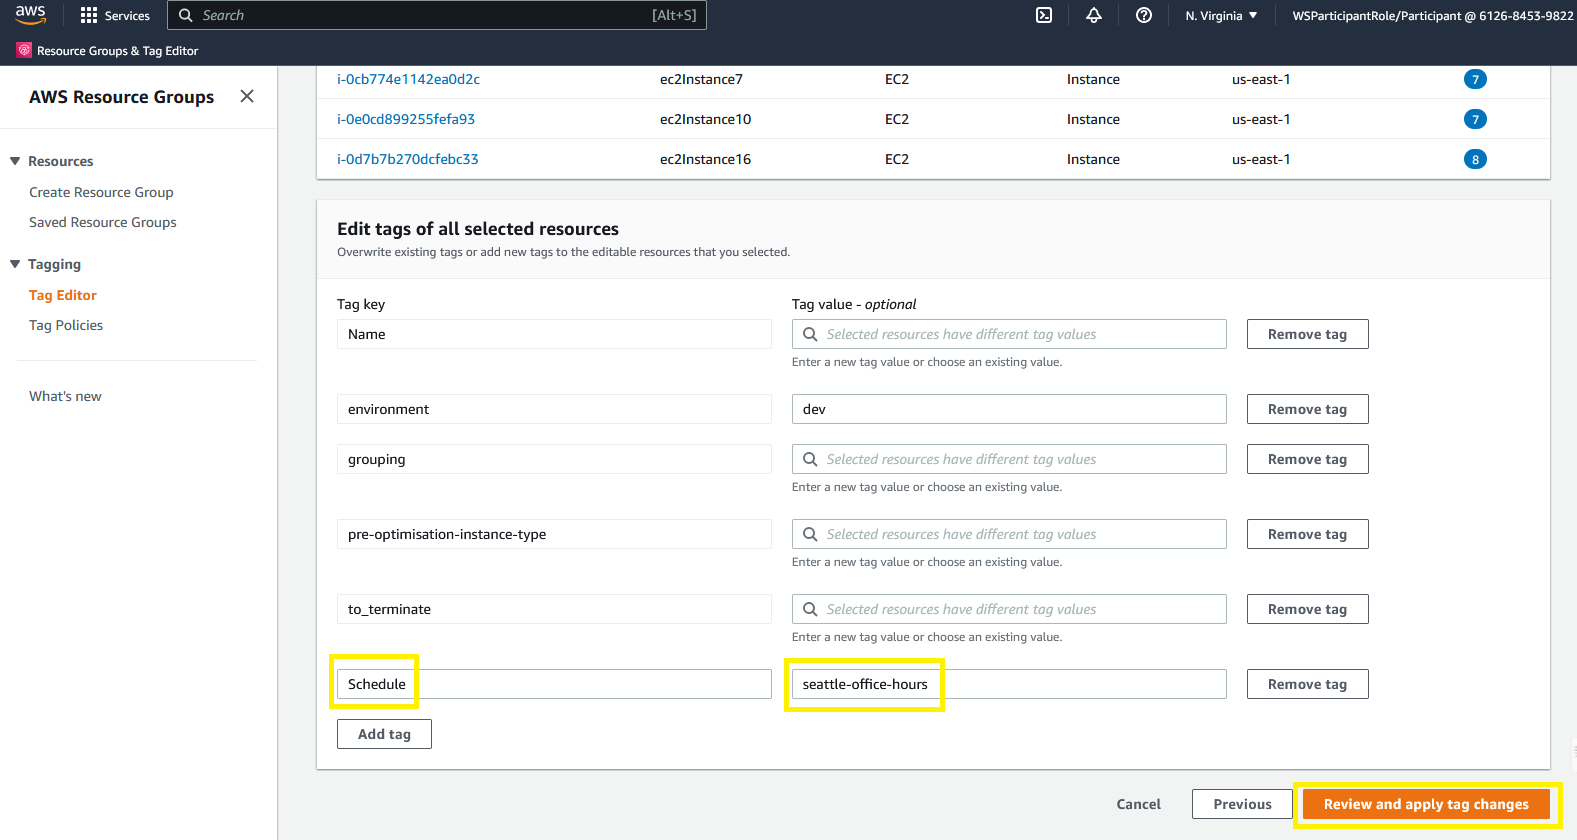 aws Services Search [Alt+S] N. Virginia WSParticipantRole/Participant @ 6126-8453-9822
Resource Groups & Tag Editor
AWS Resource Groups
Resources
Create Resource Group
Saved Resource Groups
Tagging
Tag Editor
Tag Policies
What's new
i-0cb774e1142ea0d2c ec2Instance7 EC2 Instance us-east-1 7
i-0e0cd899255fefa93 ec2Instance10 EC2 Instance us-east-1 7
i-0d7b7b270dcfebc33 ec2Instance16 EC2 Instance us-east-1 8
Edit tags of all selected resources
Overwrite existing tags or add new tags to the editable resources that you selected.
Tag key Tag value - optional
Name Selected resources have different tag values Remove tag
Enter a new tag value or choose an existing value.
environment dev Remove tag
grouping Selected resources have different tag values Remove tag
Enter a new tag value or choose an existing value.
pre-optimisation-instance-type Selected resources have different tag values Remove tag
Enter a new tag value or choose an existing value.
to_terminate Selected resources have different tag values Remove tag
Enter a new tag value or choose an existing value.
Schedule seattle-office-hours Remove tag
Add tag
Cancel Previous Review and apply tag changes